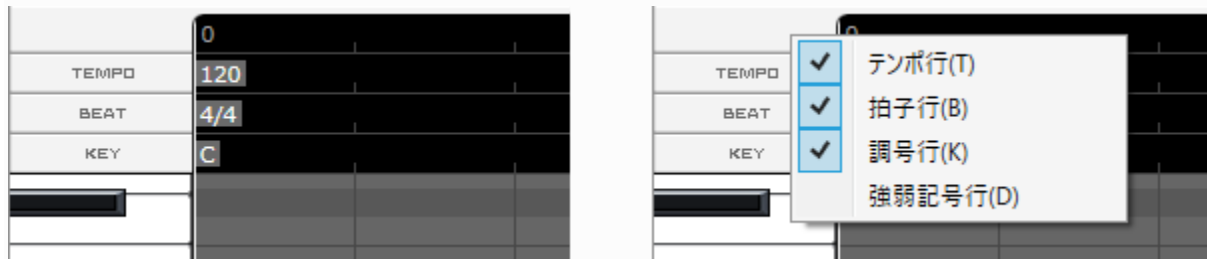 0
TEMPO 120
BEAT 4/4
KEY C
0
TEMPO
BEAT
KEY
テンポ行(T)
拍子行(B)
調号行(K)
強弱記号行(D)